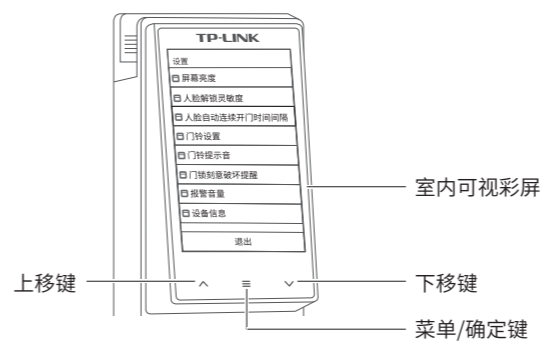 TP-LINK
设置
屏幕亮度
人脸解锁灵敏度
人脸自动连续开门时间间隔
门铃设置
门铃提示音
门锁刻意破坏提醒
报警音量
设备信息
退出
室内可视彩屏
上移键
下移键
菜单/确定键